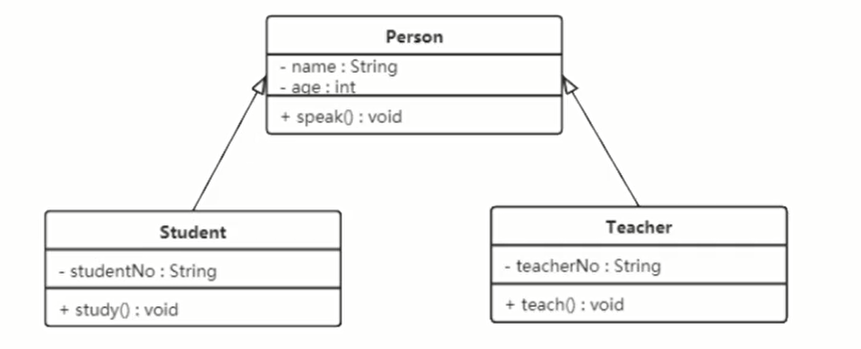 Person
- name : String
- age : int
+ speak() : void
Student
- studentNo : String
+ study() : void
Teacher
- teacherNo : String
+ teach() : void